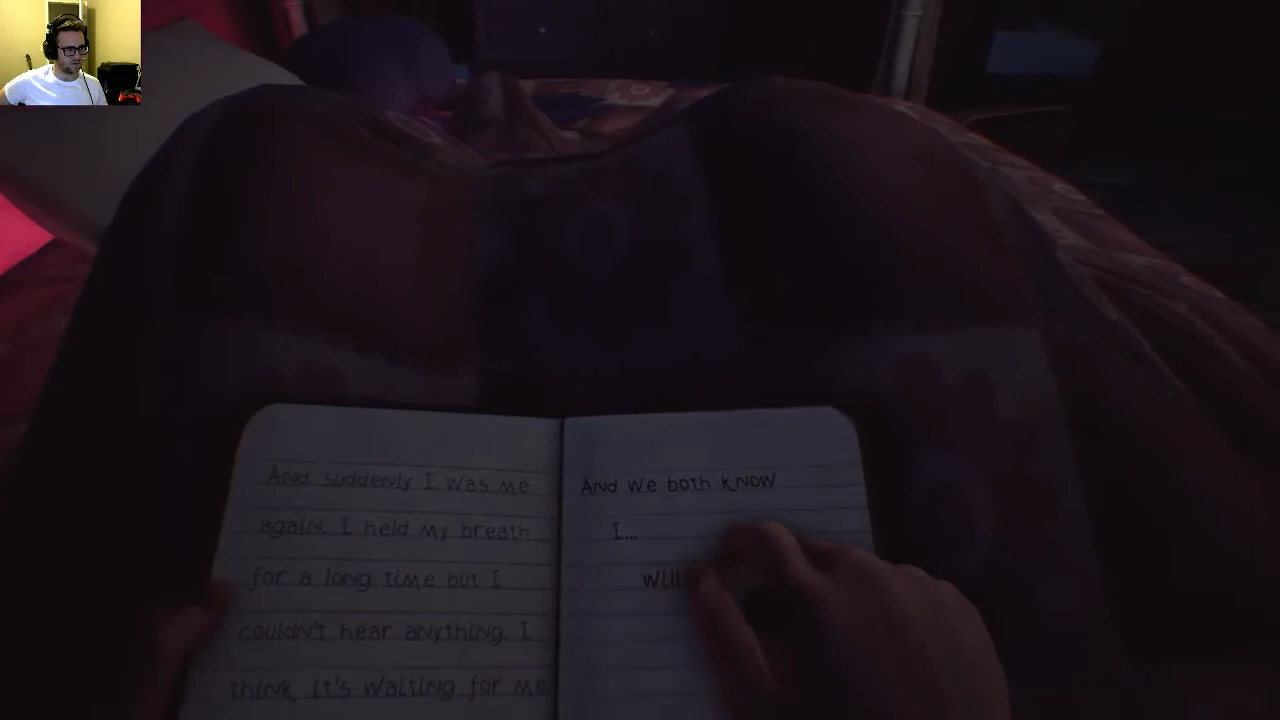 And suddenly I was me
again. I held my breath
for a long time but I
couldn't hear anything. I
think it's waiting for me
And we both know
I...
will